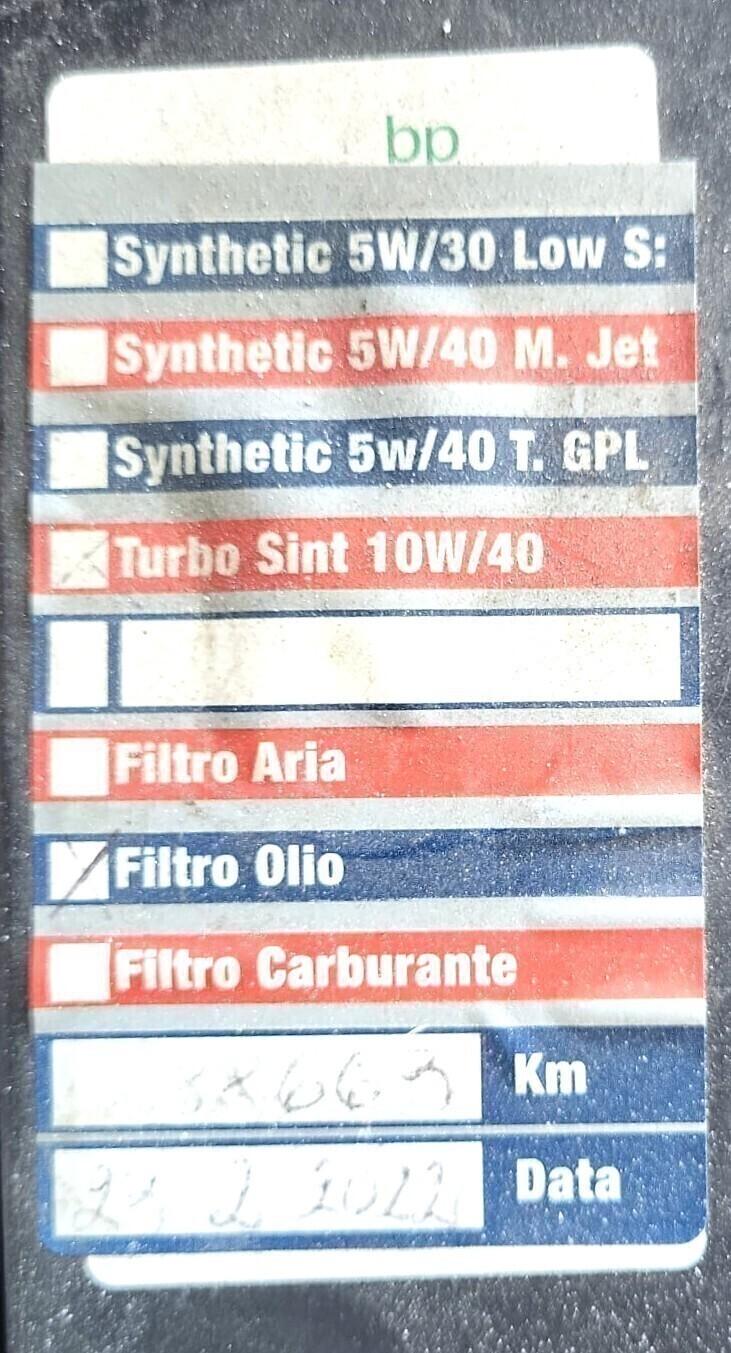 bp
Synthetic 5W/30 Low S:
Synthetic 5W/40 M. Jet
Synthetic 5w/40 T. GPL
Turbo Sint 10W/40
Filtro Aria
Filtro Olio
Filtro Carburante
Km
2 2022 Data